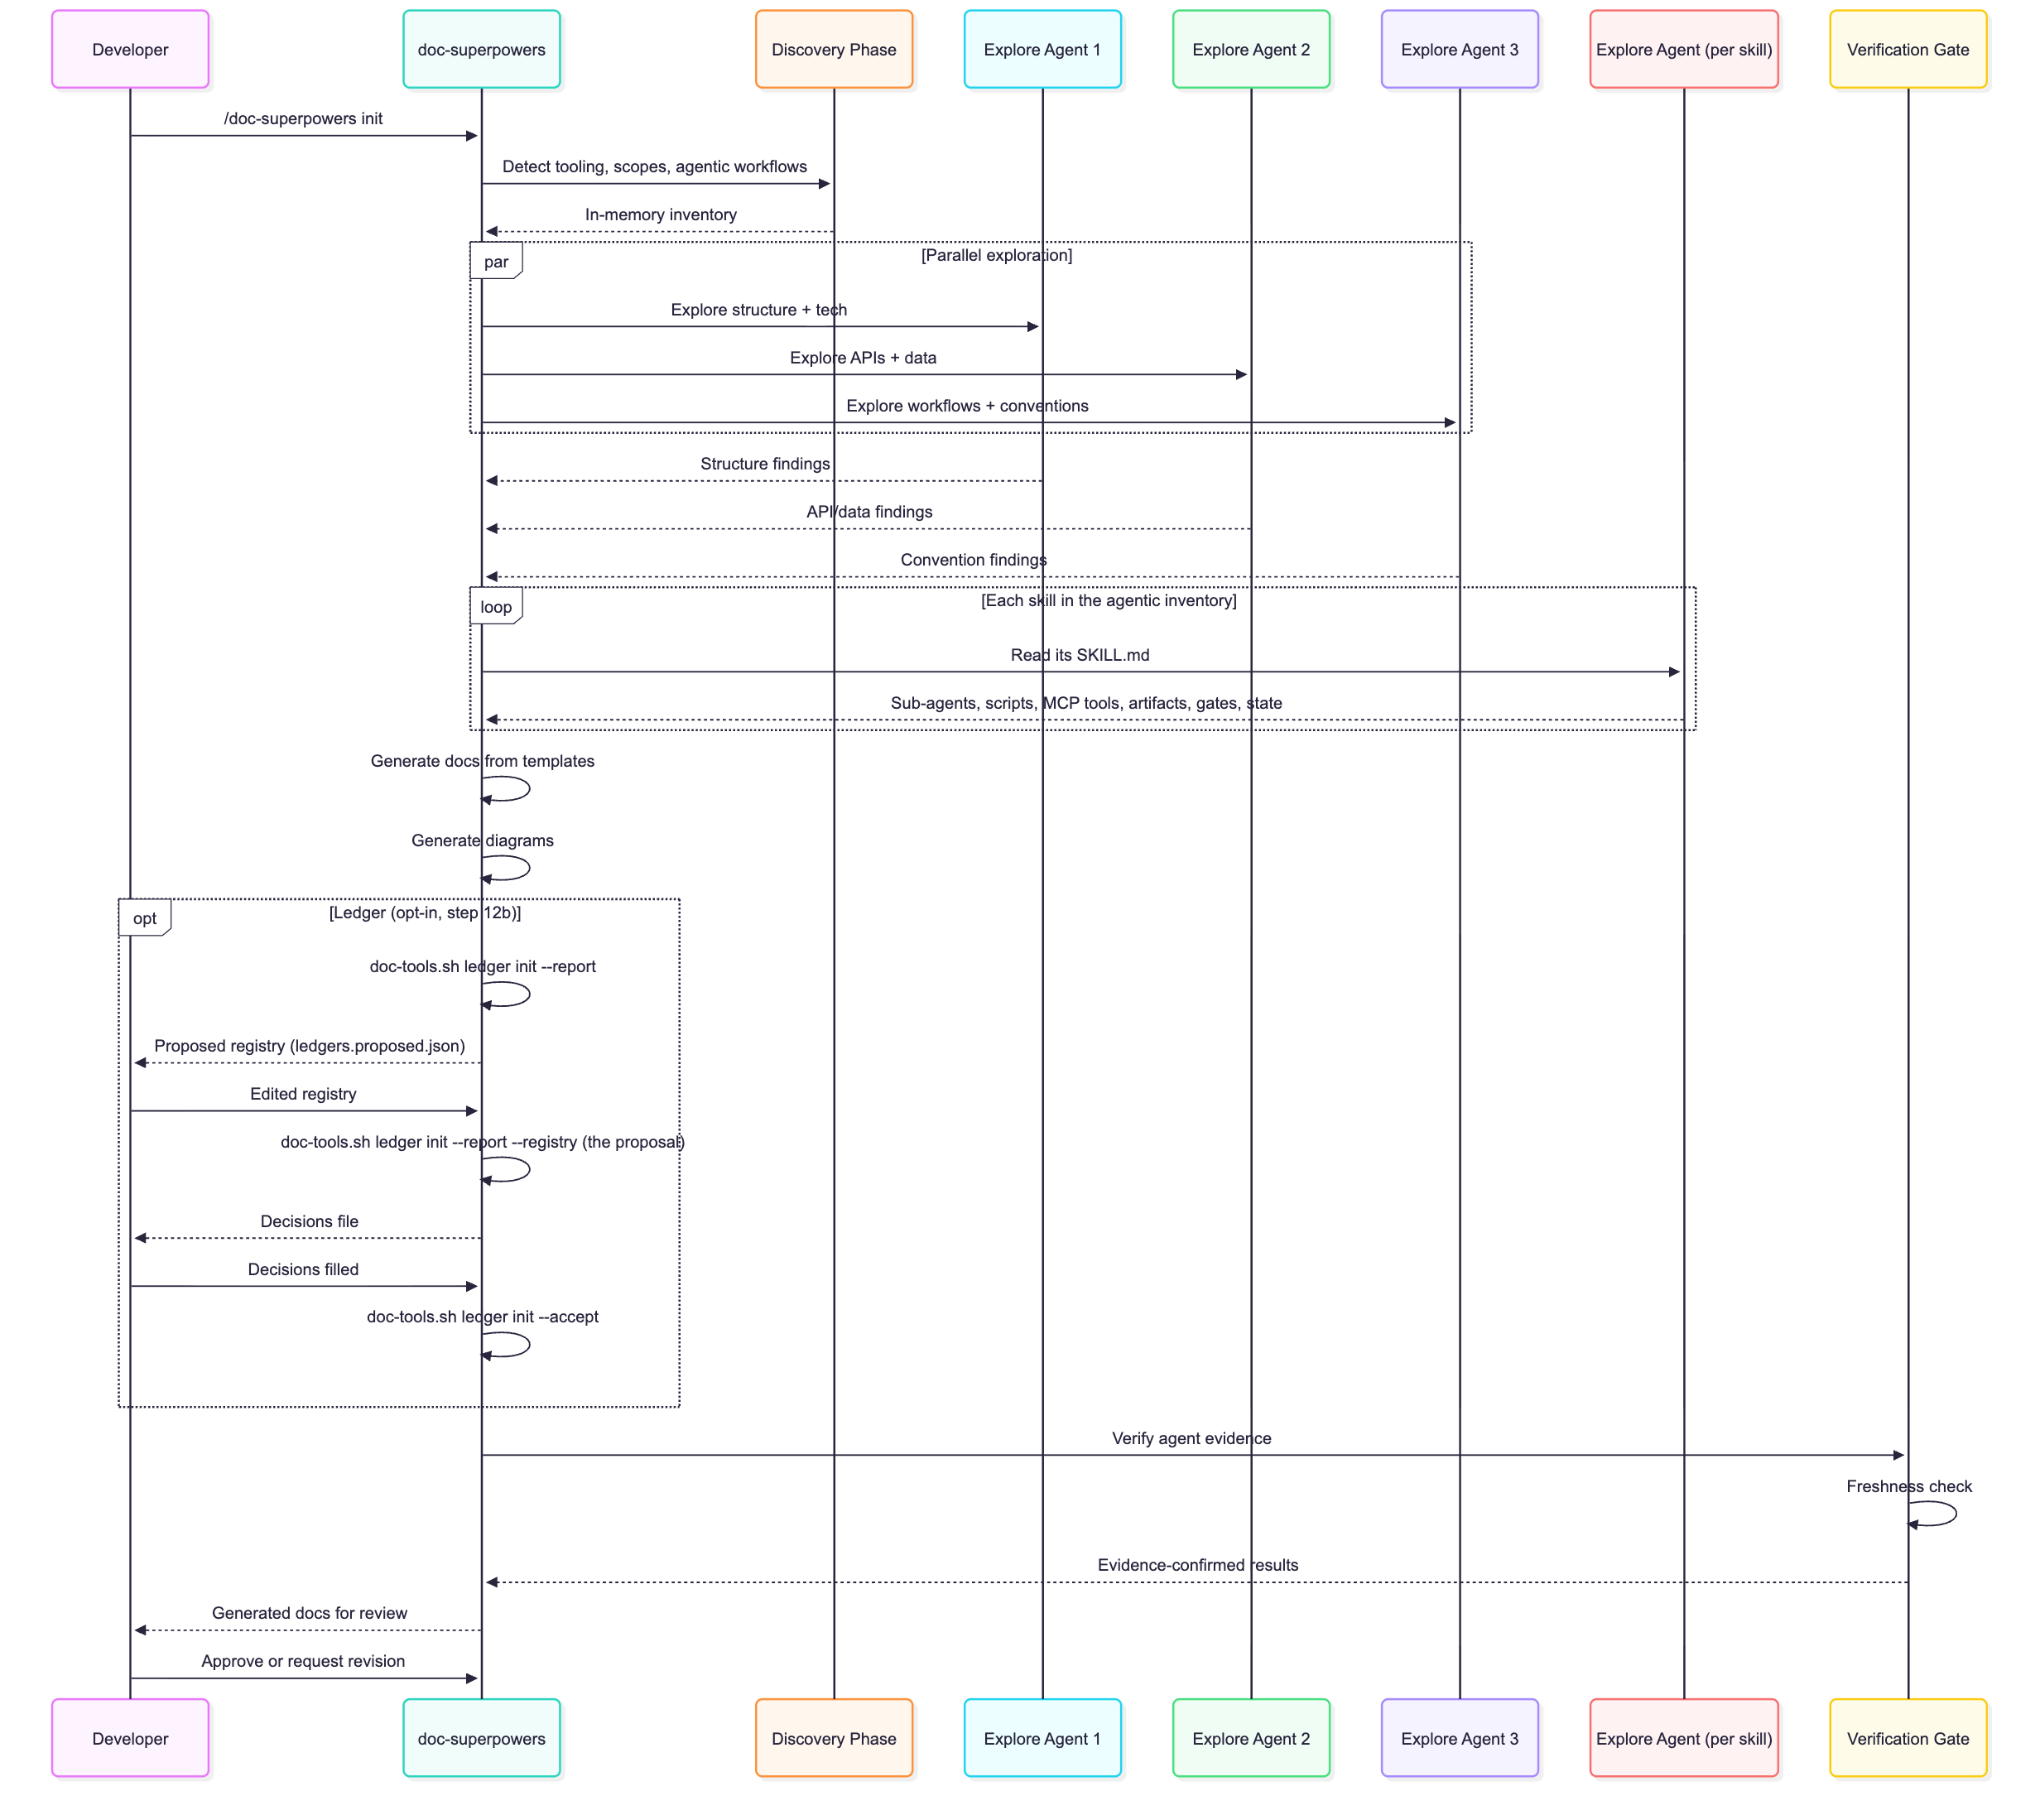 Developer
doc-superpowers
Discovery Phase
Explore Agent 1
Explore Agent 2
Explore Agent 3
Explore Agent (per skill)
Verification Gate
/doc-superpowers init
Detect tooling, scopes, agentic workflows
In-memory inventory
par
[Parallel exploration]
Explore structure + tech
Explore APIs + data
Explore workflows + conventions
Structure findings
API/data findings
Convention findings
loop
[Each skill in the agentic inventory]
Read its SKILL.md
Sub-agents, scripts, MCP tools, artifacts, gates, state
Generate docs from templates
Generate diagrams
opt
[Ledger (opt-in, step 12b)]
doc-tools.sh ledger init --report
Proposed registry (ledgers.proposed.json)
Edited registry
doc-tools.sh ledger init --report --registry (the proposal)
Decisions file
Decisions filled
doc-tools.sh ledger init --accept
Verify agent evidence
Freshness check
Evidence-confirmed results
Generated docs for review
Approve or request revision
Developer
doc-superpowers
Discovery Phase
Explore Agent 1
Explore Agent 2
Explore Agent 3
Explore Agent (per skill)
Verification Gate